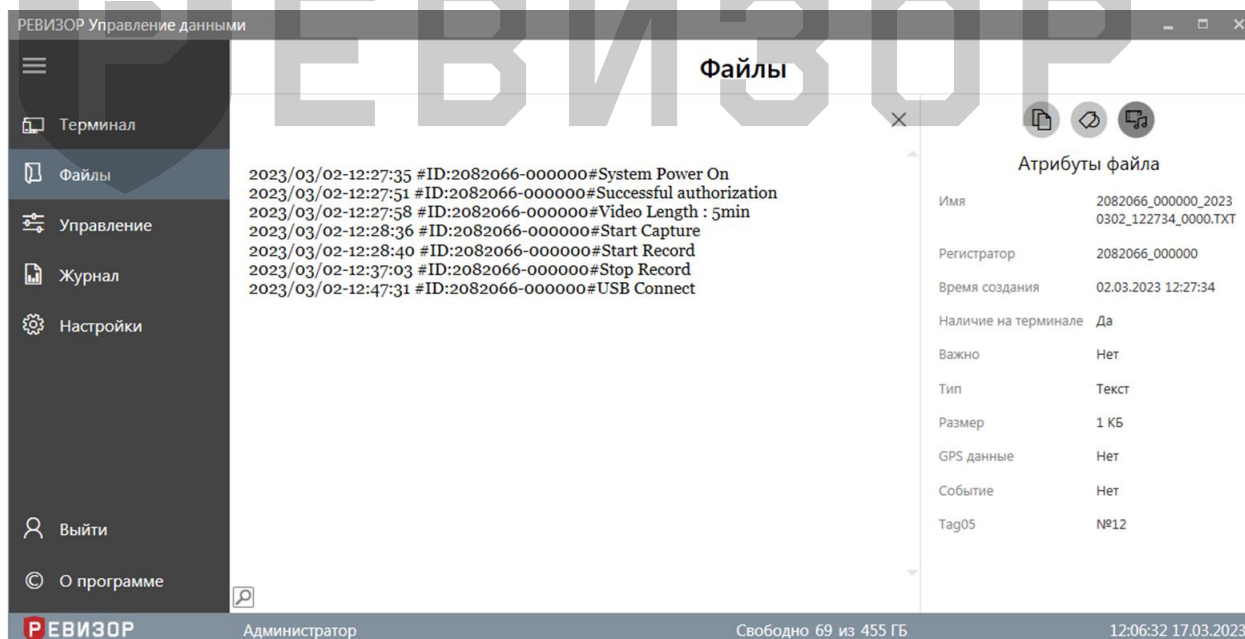 РЕВИЗОР Управление данными
РЕВИЗОР
Файлы
Терминал
Файлы
Управление
Журнал
Настройки
Выйти
© О программе
2023/03/02-12:27:35 #ID:2082066-000000#System Power On
2023/03/02-12:27:51 #ID:2082066-000000#Successful authorization
2023/03/02-12:27:58 #ID:2082066-000000#Video Length : 5min
2023/03/02-12:28:36 #ID:2082066-000000#Start Capture
2023/03/02-12:28:40 #ID:2082066-000000#Start Record
2023/03/02-12:37:03 #ID:2082066-000000#Stop Record
2023/03/02-12:47:31 #ID:2082066-000000#USB Connect
Атрибуты файла
Имя 2082066_000000_2023
0302_122734_0000.TXT
Регистратор 2082066_000000
Время создания 02.03.2023 12:27:34
Наличие на терминале Да
Важно Нет
Тип Текст
Размер 1 КБ
GPS данные Нет
Событие Нет
Tag05 №12
РЕВИЗОР Администратор Свободно 69 из 455 ГБ 12:06:32 17.03.2023